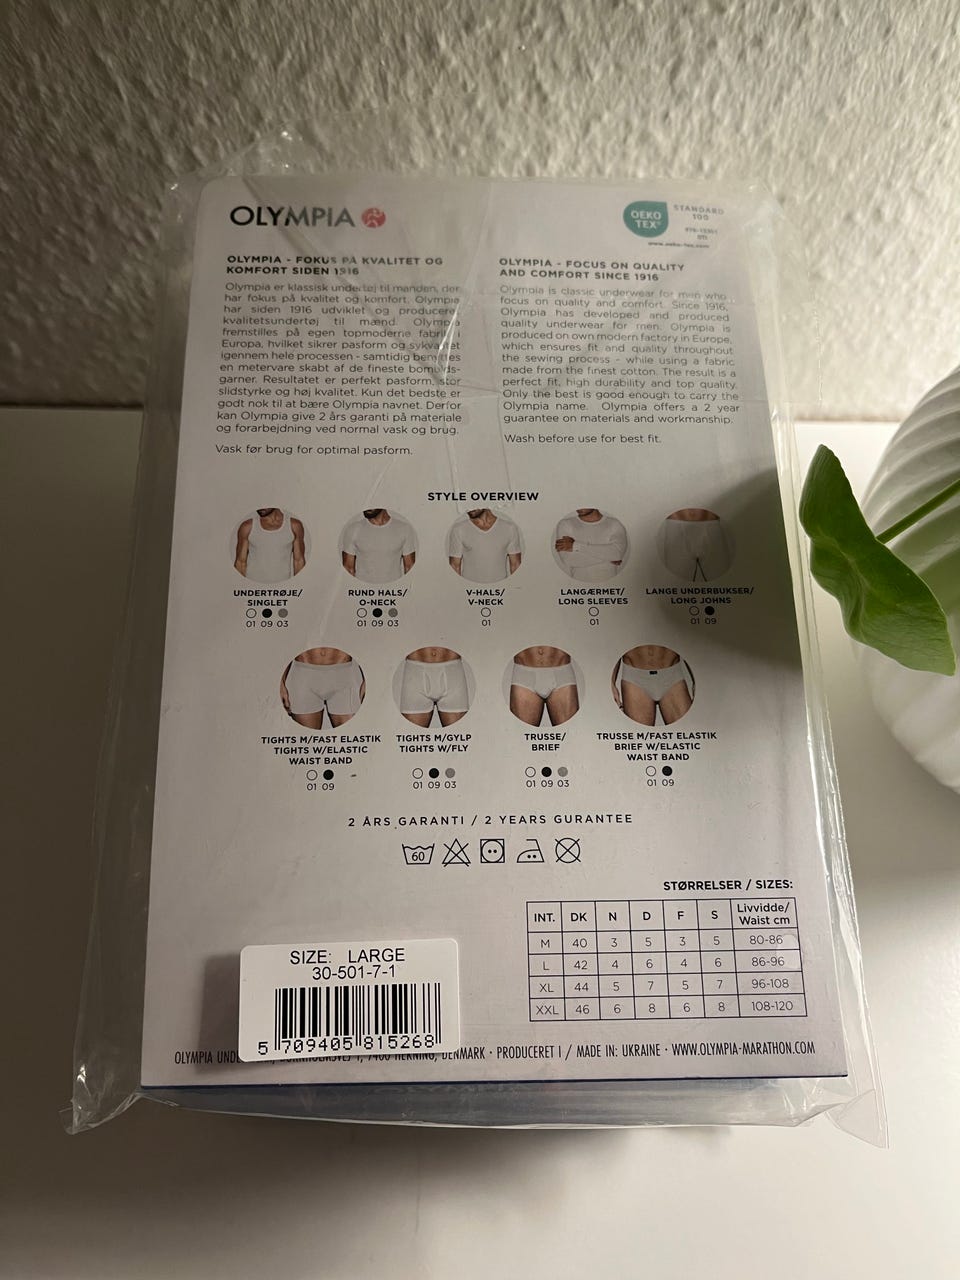 OLYMPIA
OEKO
TEX®
STANDARD
100
OTI
www.oeko-tex.com
OLYMPIA - FOKUS PÅ KVALITET OG
KOMFORT SIDEN 1916
Olympia er klassisk undertøj til manden, der
har fokus på kvalitet og komfort. Olympia
har siden 1916 udviklet og produceret
kvalitetsundertøj til mænd. Olympia
fremstilles på egen topmoderne fabrik i
Europa, hvilket sikrer pasform og sykvalitet
igennem hele processen - samtidig benyttes
en metervare skabt af de fineste bomulds-
garner. Resultatet er perfekt pasform, stor
slidstyrke og høj kvalitet. Kun det bedste er
godt nok til at bære Olympia navnet. Derfor
kan Olympia give 2 års garanti på materiale
og forarbejdning ved normal vask og brug.
Vask før brug for optimal pasform.
OLYMPIA - FOCUS ON QUALITY
AND COMFORT SINCE 1916
Olympia is classic underwear for men who
focus on quality and comfort. Since 1916,
Olympia has developed and produced
quality underwear for men. Olympia is
produced on own modern factory in Europe,
which ensures fit and quality throughout
the sewing process - while using a fabric
made from the finest cotton. The result is a
perfect fit, high durability and top quality.
Only the best is good enough to carry the
Olympia name. Olympia offers a 2 year
guarantee on materials and workmanship.
Wash before use for best fit.
STYLE OVERVIEW
UNDERTRØJE/
SINGLET
01 09 03
RUND HALS/
O-NECK
01 09 03
V-HALS/
V-NECK
01
LANGÆRMET/
LONG SLEEVES
01
LANGE UNDERBUKSER/
LONG JOHNS
01 09
TIGHTS M/FAST ELASTIK
TIGHTS W/ELASTIC
WAIST BAND
01 09
TIGHTS M/GYLP
TIGHTS W/FLY
01 09 03
TRUSSE/
BRIEF
01 09 03
TRUSSE M/FAST ELASTIK
BRIEF W/ELASTIC
WAIST BAND
01 09
2 ÅRS GARANTI / 2 YEARS GURANTEE
60
STØRRELSER / SIZES:
INT. DK N D F S Livvidde/
Waist cm
M 40 3 5 3 5 80-86
L 42 4 6 4 6 86-96
XL 44 5 7 5 7 96-108
XXL 46 6 8 6 8 108-120
SIZE: LARGE
30-501-7-1
5 709405 815268
OLYMPIA 7400 HERNING, DENMARK · PRODUCERET I / MADE IN: UKRAINE · WWW.OLYMPIA-MARATHON.COM